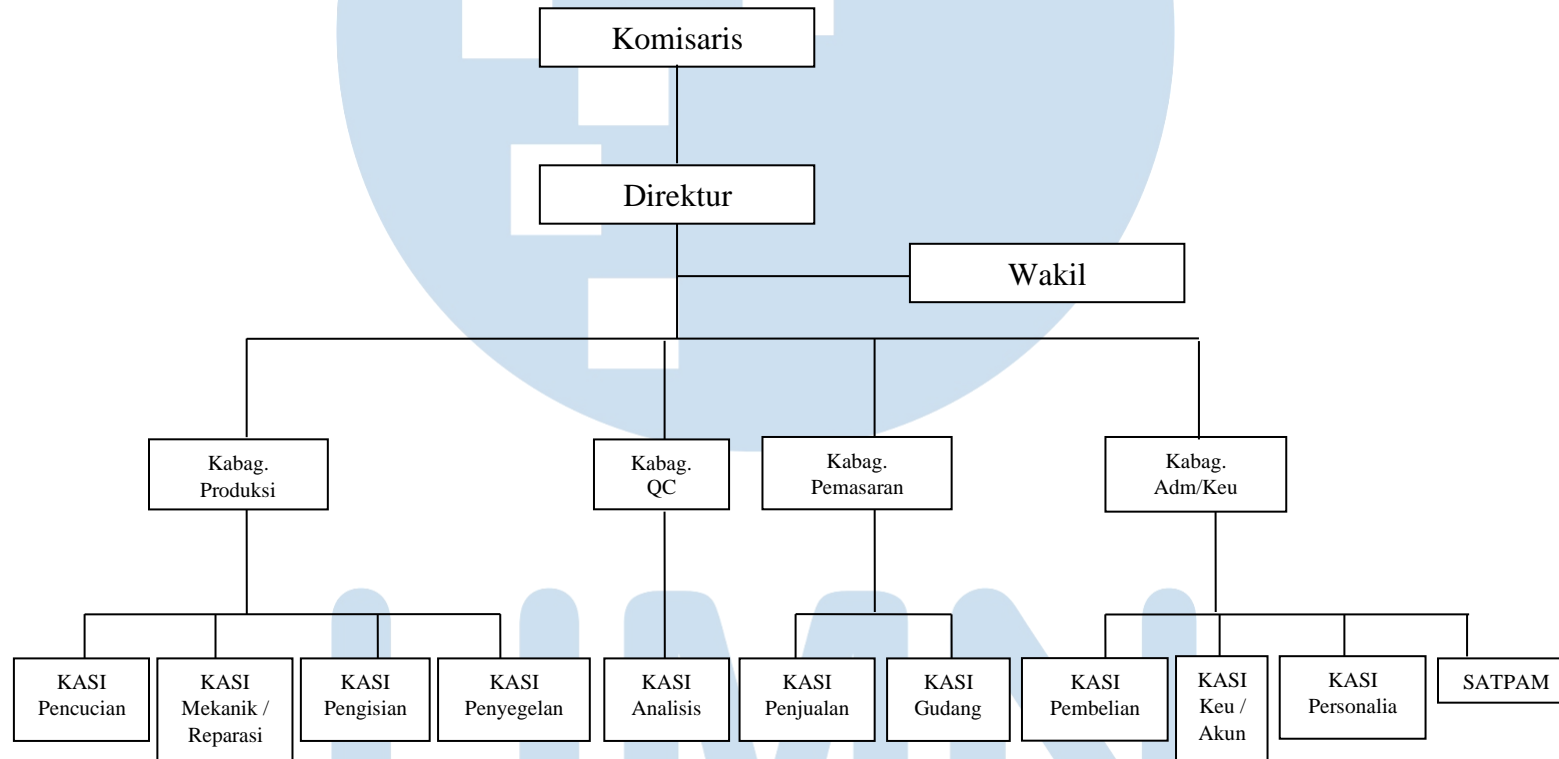 Komisaris
Direktur
Wakil
Kabag.
Produksi
Kabag.
QC
Kabag.
Pemasaran
Kabag.
Adm/Keu
KASI
Pencucian
KASI
Mekanik /
Reparasi
KASI
Pengisian
KASI
Penyegelan
KASI
Analisis
KASI
Penjualan
KASI
Gudang
KASI
Pembelian
KASI
Keu /
Akun
KASI
Personalia
SATPAM